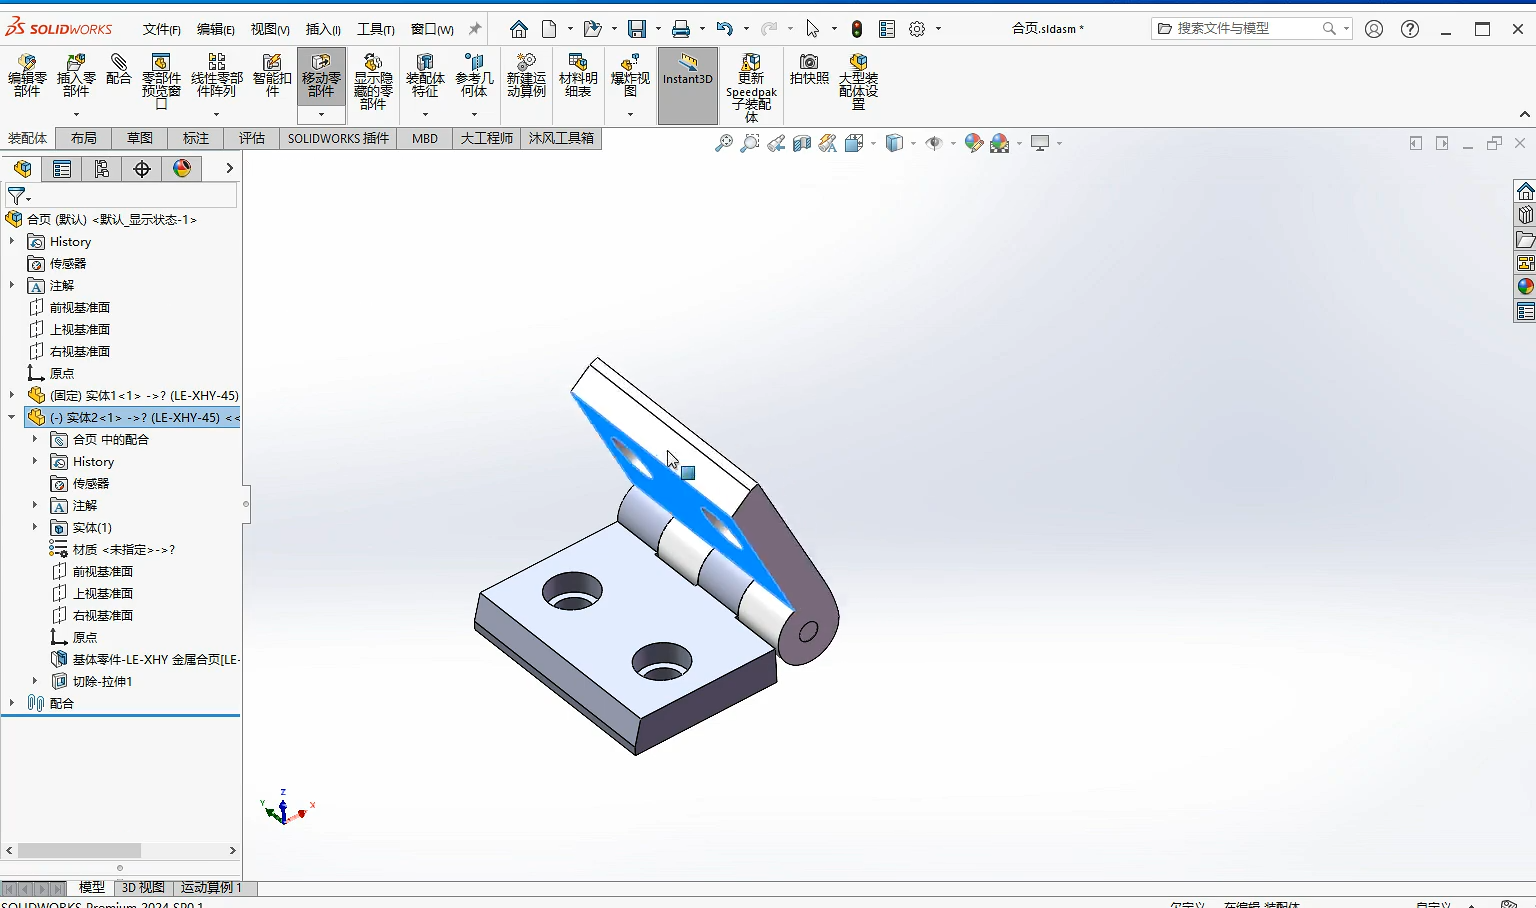 SOLIDWORKS 文件(F) 编辑(E) 视图(V) 插入(I) 工具(T) 窗口(W) 合页.sldasm * 搜索文件与模型
编辑零部件 插入零部件 配合 零部件预览窗口 线性零部件阵列 智能扣件 移动零部件 显示隐藏的零部件 装配体特征 参考几何体 新建运动算例 材料明细表 爆炸视图 Instant3D 更新Speedpak子装配体 拍快照 大型装配体设置
装配体 布局 草图 标注 评估 SOLIDWORKS 插件 MBD 大工程师 沐风工具箱
合页 (默认) <默认_显示状态-1>
History
传感器
注解
前视基准面
上视基准面
右视基准面
原点
(固定) 实体1<1> ->? (LE-XHY-45)
(-) 实体2<1> ->? (LE-XHY-45) <<
合页 中的配合
History
传感器
注解
实体(1)
材质 <未指定>->?
前视基准面
上视基准面
右视基准面
原点
基体零件-LE-XHY 金属合页[LE-
切除-拉伸1
配合
Z
Y
X
模型 3D 视图 运动算例 1
SOLIDWORKS Premium 2024 SP0.1 欠定义 在编辑 装配体 自定义